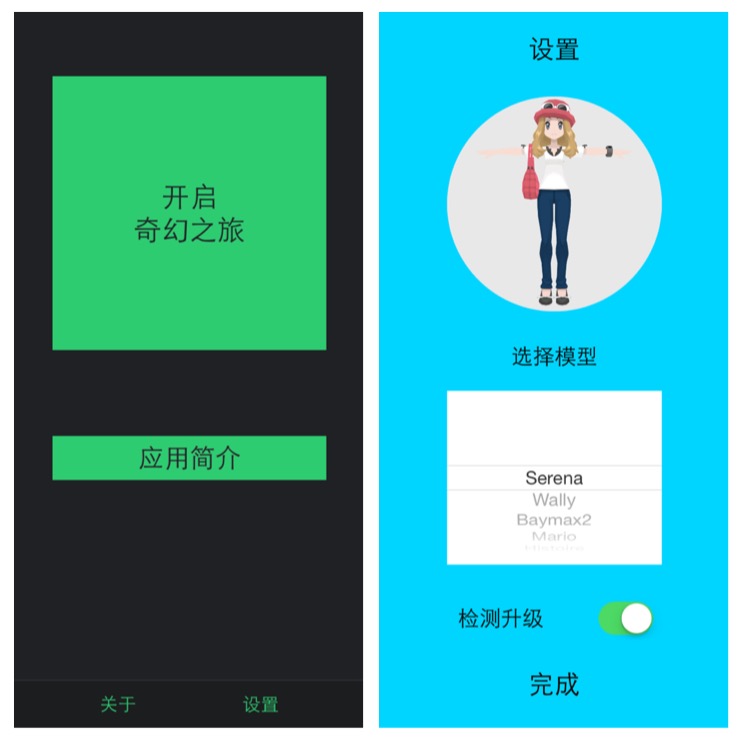 开启
奇幻之旅
应用简介
关于
设置
设置
选择模型
Serena
Wally
Baymax2
Mario
检测升级
完成